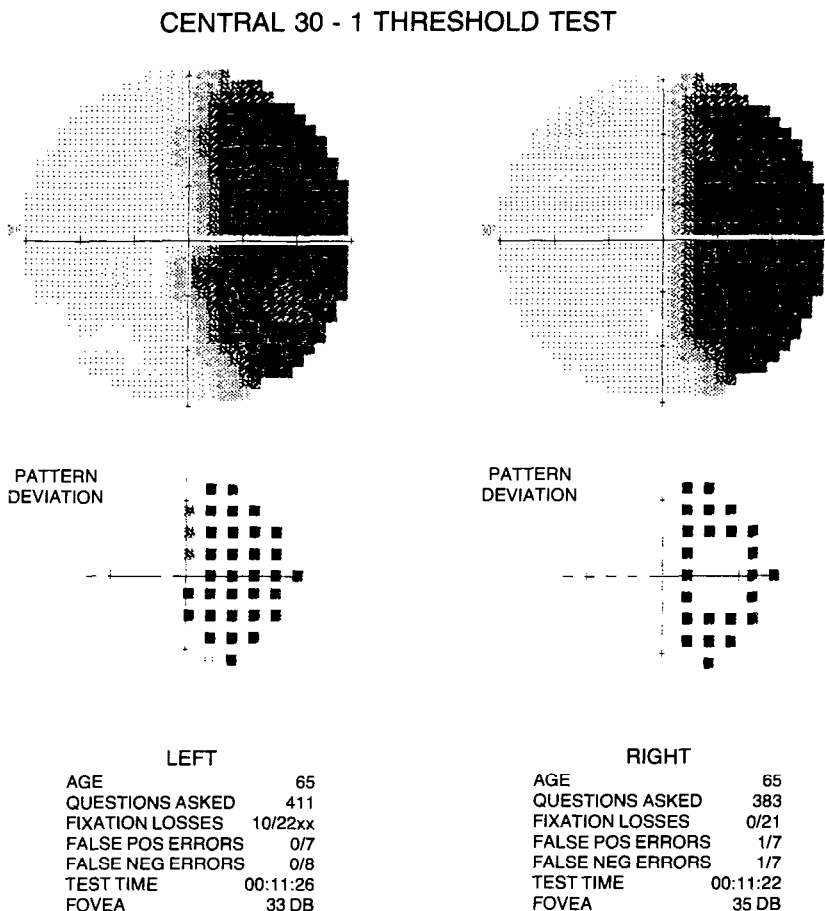 CENTRAL 30 - 1 THRESHOLD TEST
30°
30°
PATTERN
DEVIATION
PATTERN
DEVIATION
LEFT
AGE 65
QUESTIONS ASKED 411
FIXATION LOSSES 10/22xx
FALSE POS ERRORS 0/7
FALSE NEG ERRORS 0/8
TEST TIME 00:11:26
FOVEA 33 DB
RIGHT
AGE 65
QUESTIONS ASKED 383
FIXATION LOSSES 0/21
FALSE POS ERRORS 1/7
FALSE NEG ERRORS 1/7
TEST TIME 00:11:22
FOVEA 35 DB